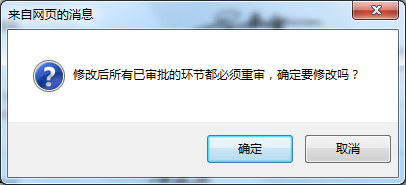 来自网页的消息
修改后所有已审批的环节都必须重审，确定要修改吗？
确定
取消